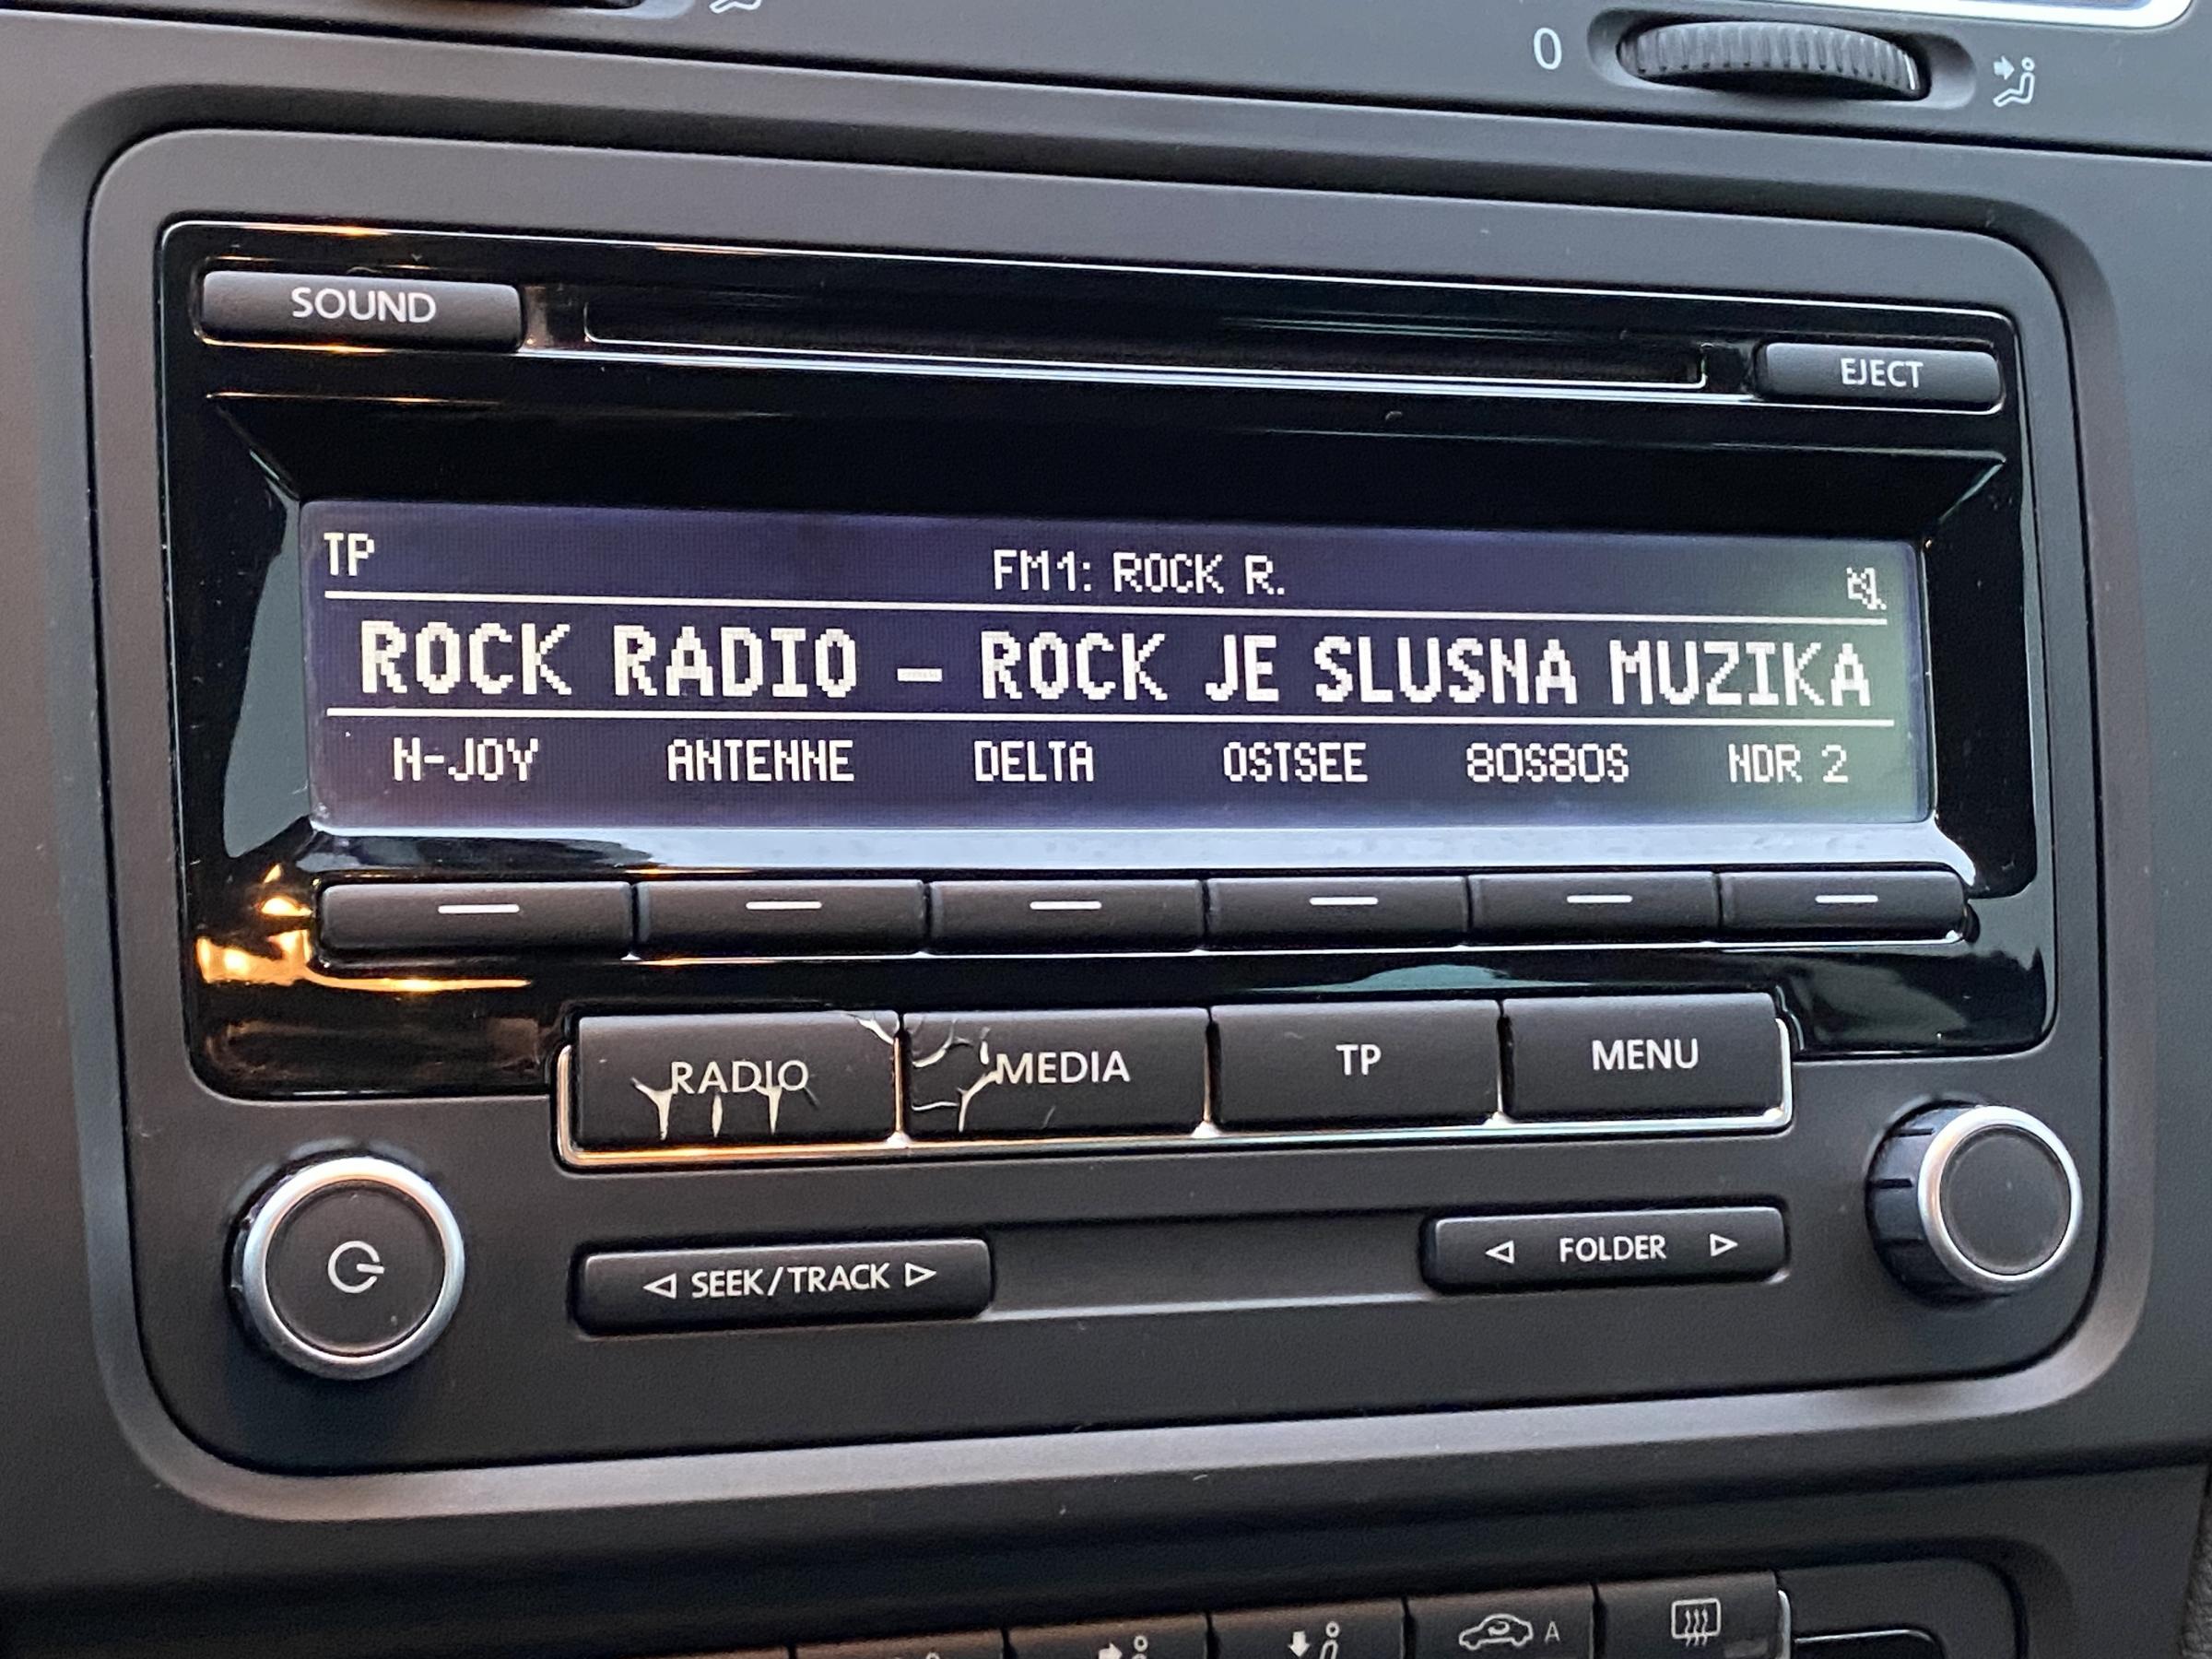 0
SOUND
EJECT
TP
FM1: ROCK R.
ROCK RADIO - ROCK JE SLUSNA MUZIKA
N-JOY ANTENNE DELTA OSTSEE 80S80S NDR 2
RADIO MEDIA TP MENU
SEEK/TRACK
FOLDER
A